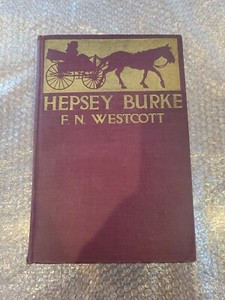 HEPSEY BURKE
F. N. WESTCOTT